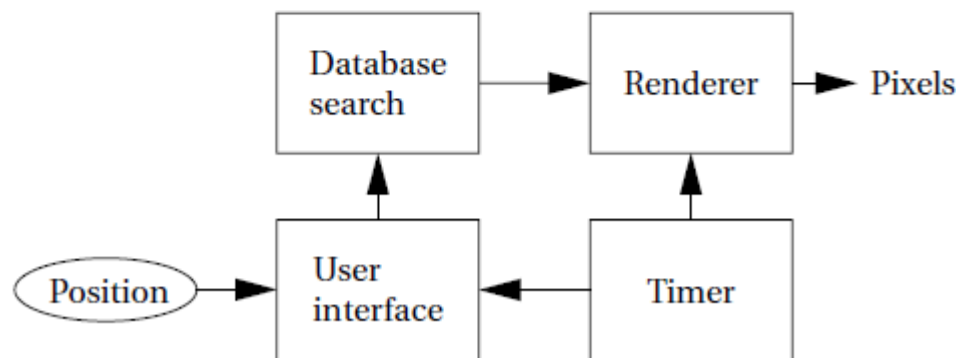 Database
search
Renderer
Pixels
Position
User
interface
Timer